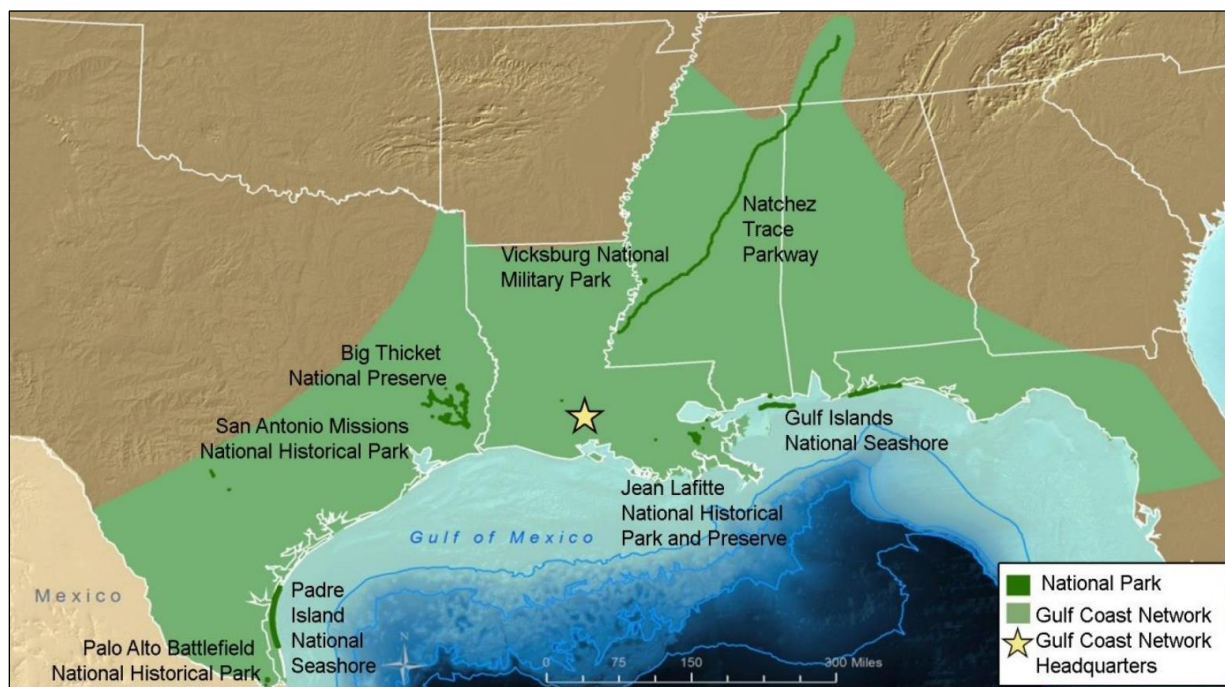 Natchez
Trace
Parkway
Vicksburg National
Military Park
Big Thicket
National Preserve
San Antonio Missions
National Historical Park
Gulf Islands
National Seashore
Jean Lafitte
National Historical
Park and Preserve
Gulf of Mexico
Mexico
Padre
Island
National
Seashore
Palo Alto Battlefield
National Historical Park
N
0 75 150 300 Miles
National Park
Gulf Coast Network
Gulf Coast Network
Headquarters